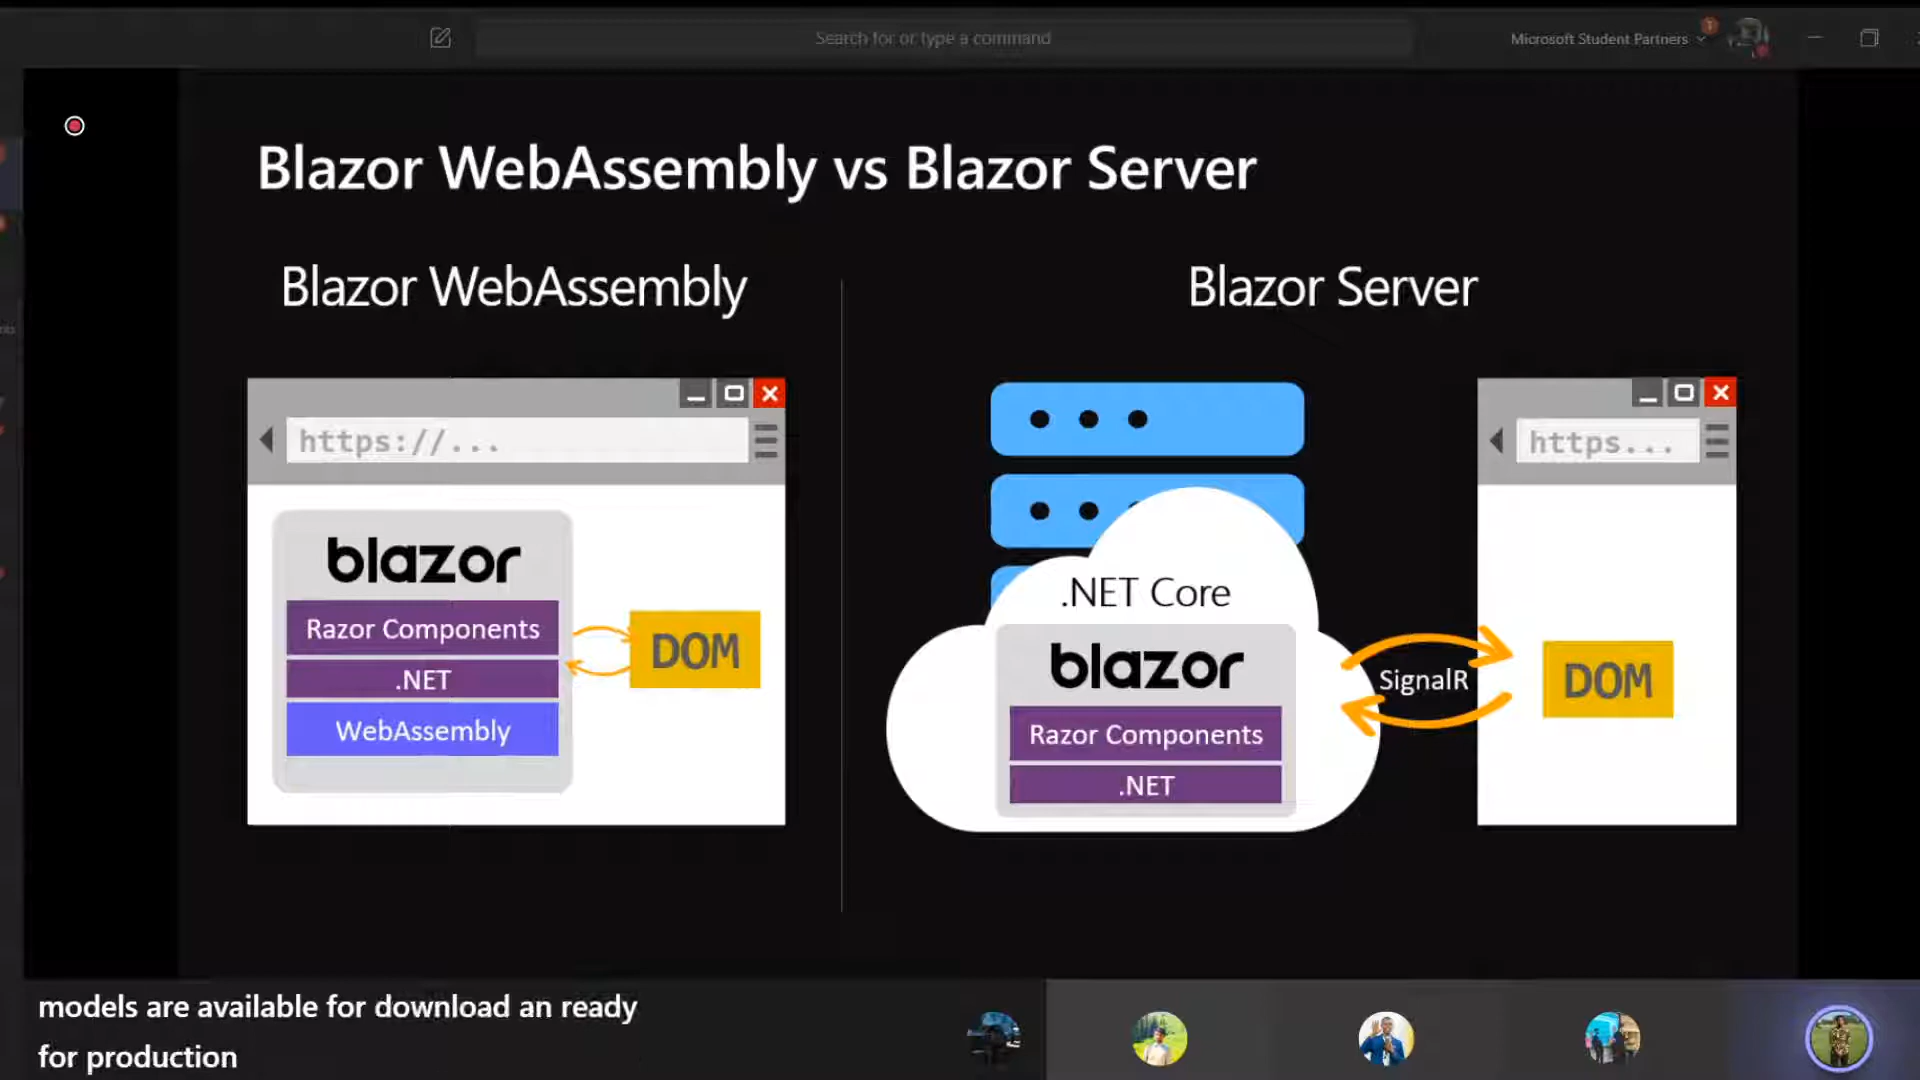 Search for or type a command
Microsoft Student Partners
Blazor WebAssembly vs Blazor Server
Blazor WebAssembly
https://...
blazor
Razor Components
.NET
WebAssembly
DOM
Blazor Server
.NET Core
blazor
Razor Components
.NET
SignalR
https...
DOM
models are available for download an ready
for production